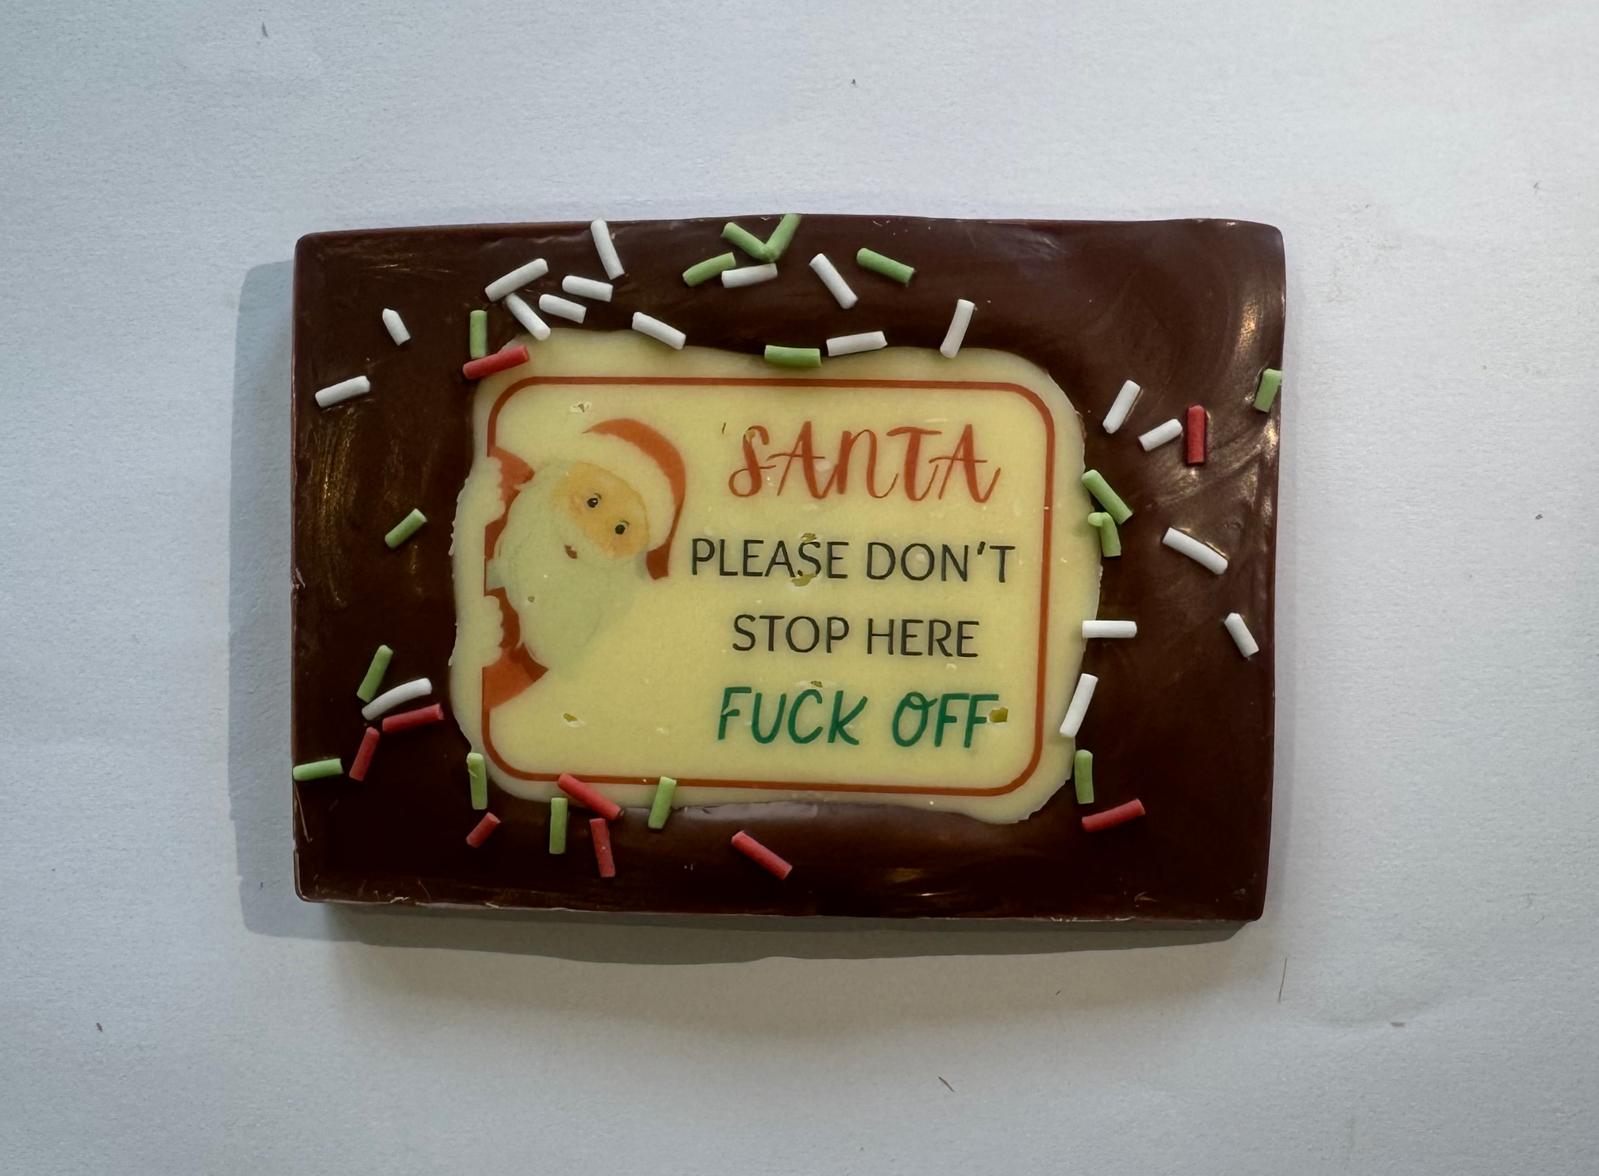 SANTA
PLEASE DON'T
STOP HERE
FUCK OFF